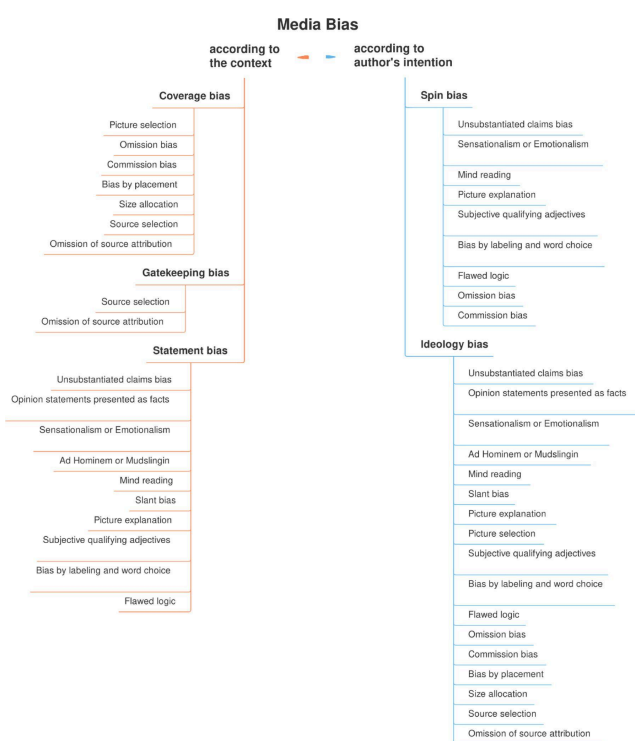 Media Bias
according to
the context
according to
author's intention
Coverage bias
Picture selection
Omission bias
Commission bias
Bias by placement
Size allocation
Source selection
Omission of source attribution
Gatekeeping bias
Source selection
Omission of source attribution
Statement bias
Unsubstantiated claims bias
Opinion statements presented as facts
Sensationalism or Emotionalism
Ad Hominem or Mudslingin
Mind reading
Slant bias
Picture explanation
Subjective qualifying adjectives
Bias by labeling and word choice
Flawed logic
Spin bias
Unsubstantiated claims bias
Sensationalism or Emotionalism
Mind reading
Picture explanation
Subjective qualifying adjectives
Bias by labeling and word choice
Flawed logic
Omission bias
Commission bias
Ideology bias
Unsubstantiated claims bias
Opinion statements presented as facts
Sensationalism or Emotionalism
Ad Hominem or Mudslingin
Mind reading
Slant bias
Picture explanation
Picture selection
Subjective qualifying adjectives
Bias by labeling and word choice
Flawed logic
Omission bias
Commission bias
Bias by placement
Size allocation
Source selection
Omission of source attribution